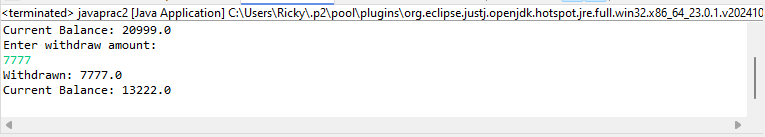 <terminated> javaprac2 [Java Application] C:\Users\Ricky\.p2\pool\plugins\org.eclipse.justj.openjdk.hotspot.jre.full.win32.x86_64_23.0.1.v202410
Current Balance: 20999.0
Enter withdraw amount:
7777
Withdrawn: 7777.0
Current Balance: 13222.0